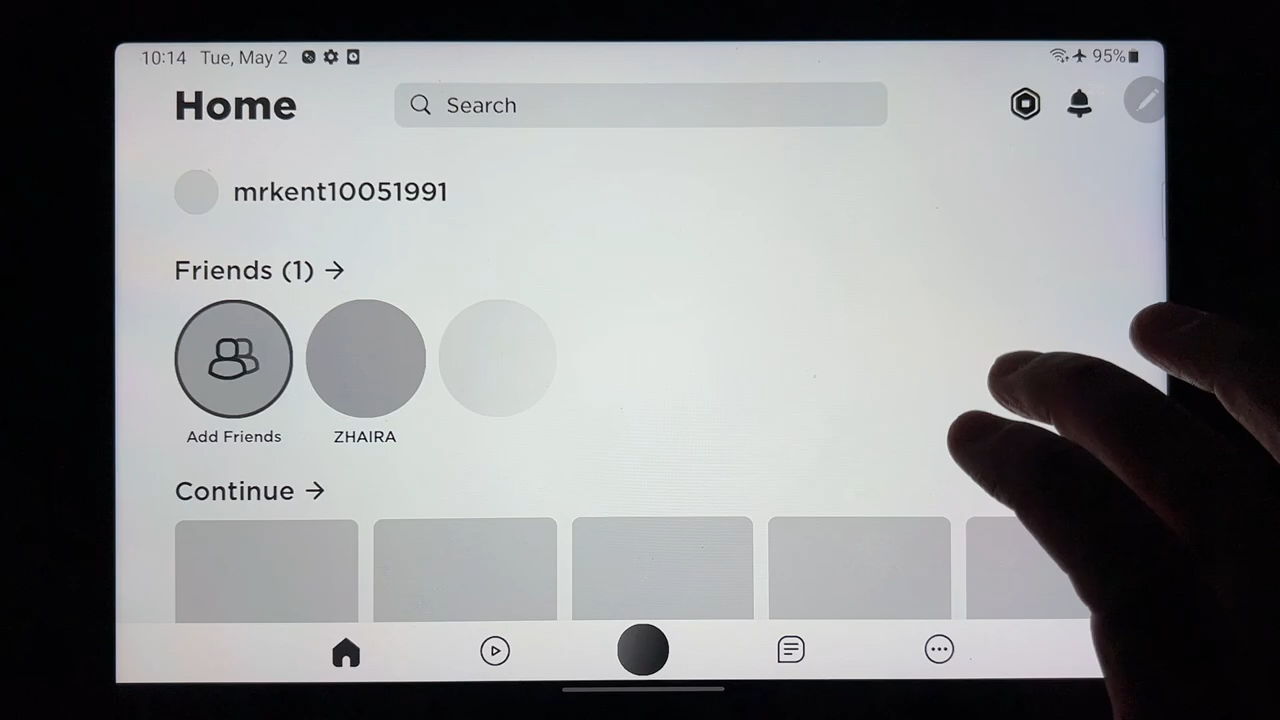 10:14 Tue, May 2 95%
Home
Search
mrkent10051991
Friends (1) →
Add Friends
ZHAIRA
Continue →